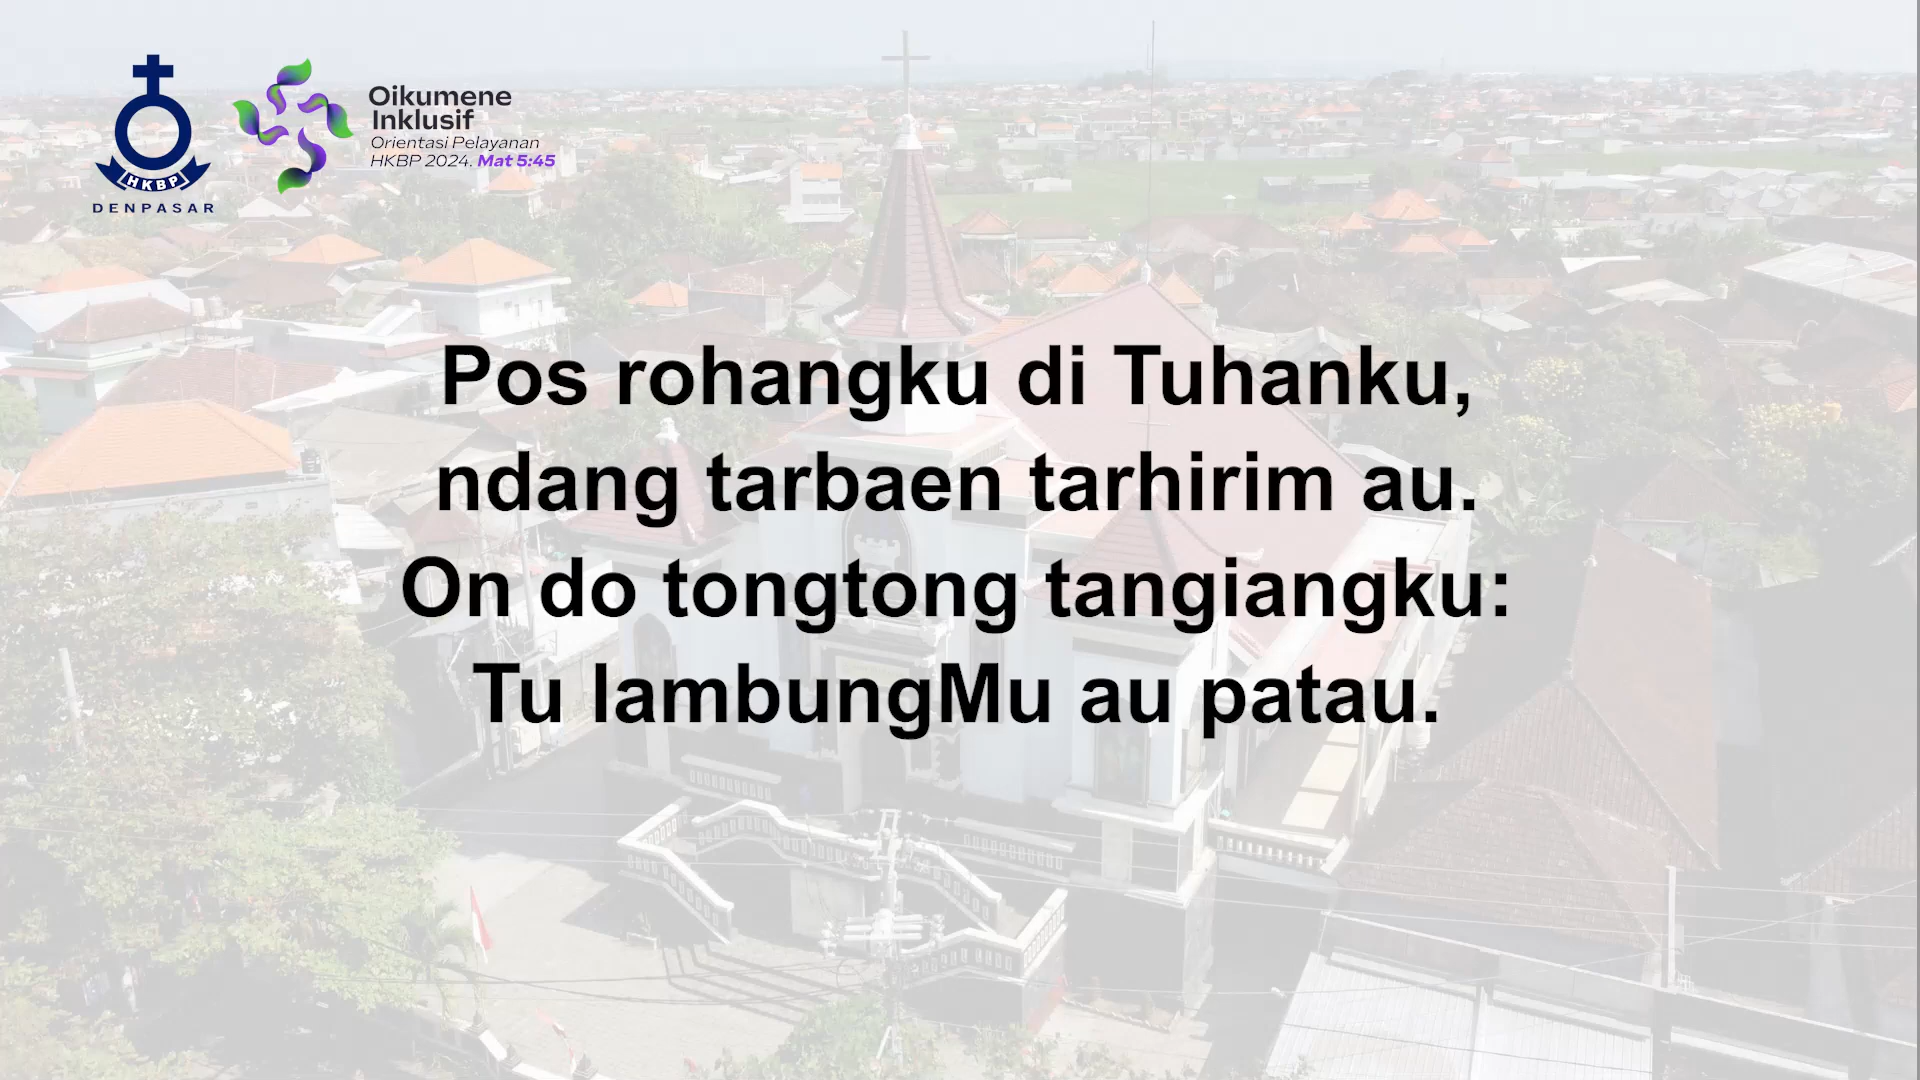 HKBP
DENPASAR
Oikumene
Inklusif
Orientasi Pelayanan
HKBP 2024. Mat 5:45
Pos rohangku di Tuhanku,
ndang tarbaen tarhirim au.
On do tongtong tangiangku:
Tu lambungMu au patau.